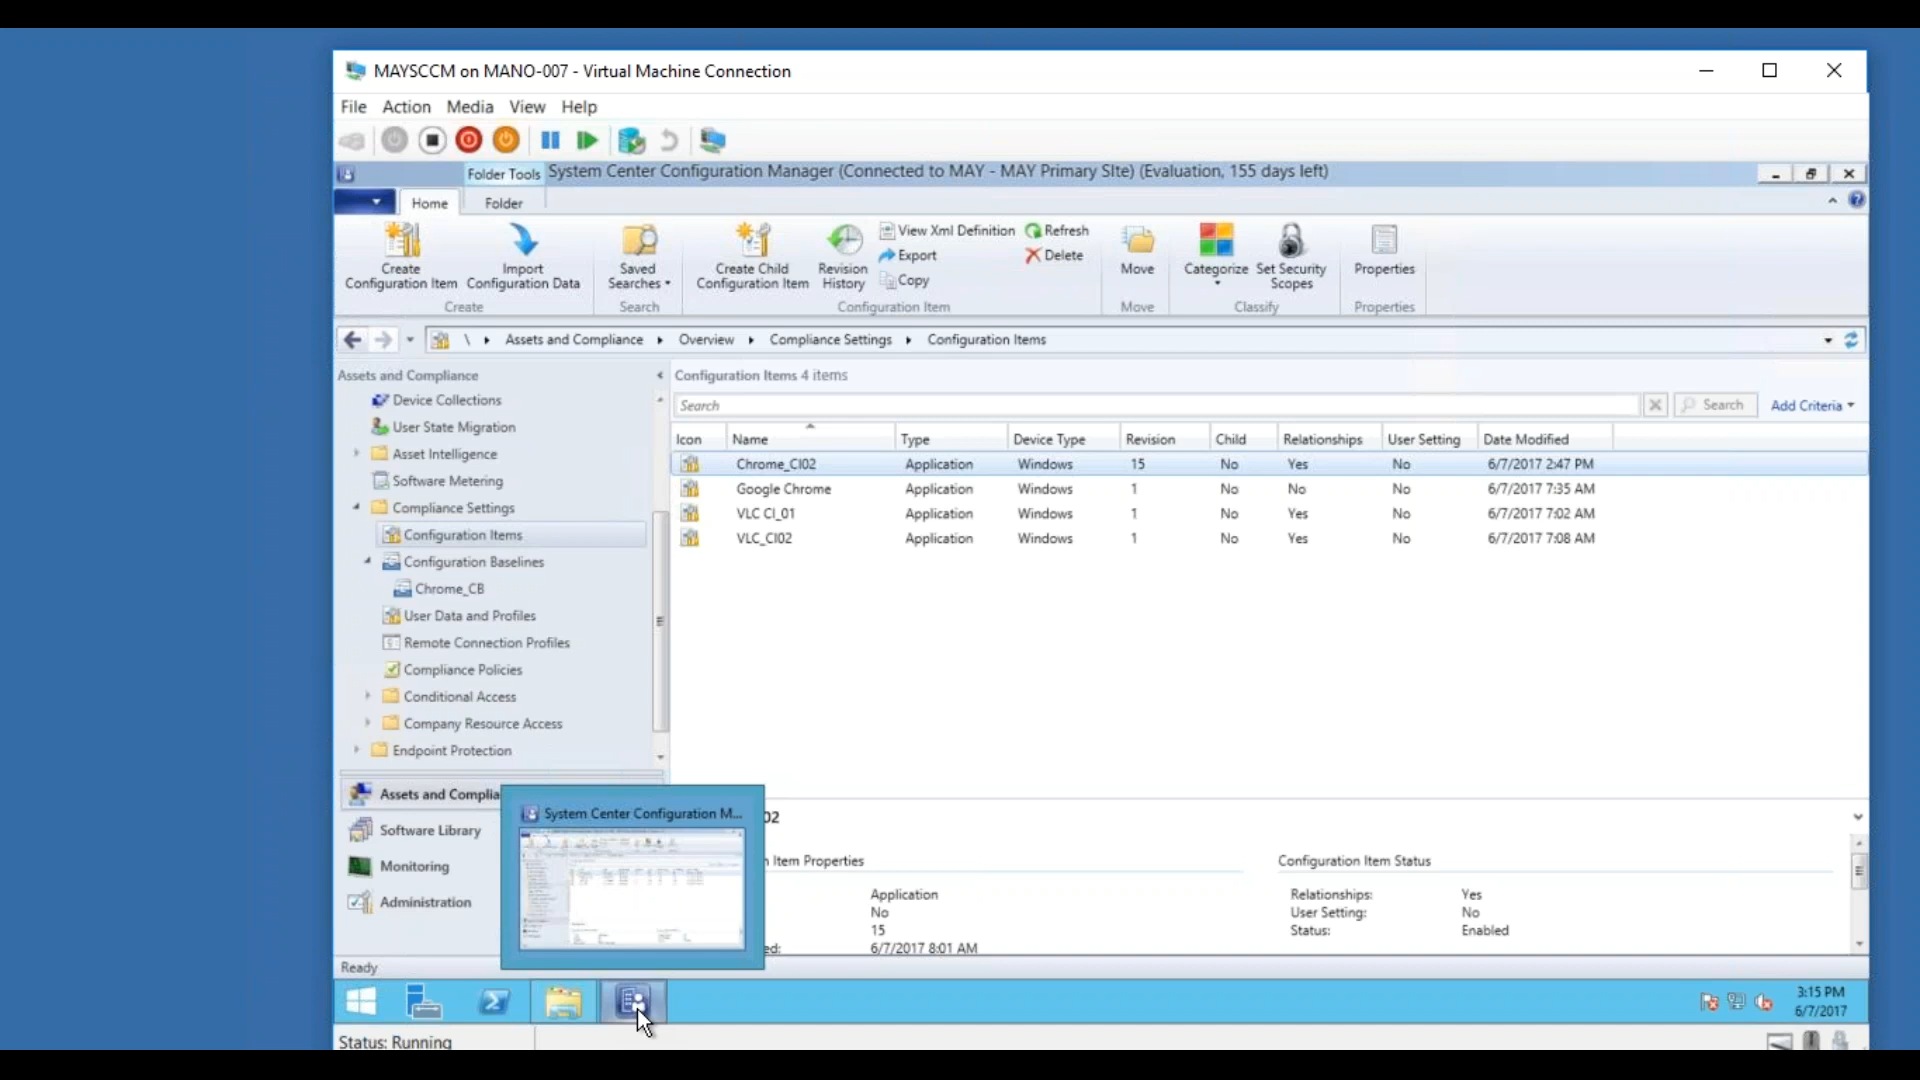 MAYSCCM on MANO-007 - Virtual Machine Connection
File Action Media View Help
Folder Tools System Center Configuration Manager (Connected to MAY - MAY Primary SIte) (Evaluation, 155 days left)
Home Folder
Create Configuration Item
Import Configuration Data
Create
Saved Searches
Search
Create Child Configuration Item
Revision History
View Xml Definition
Export
Copy
Refresh
Delete
Configuration Item
Move
Move
Categorize
Set Security Scopes
Classify
Properties
Properties
\ Assets and Compliance Overview Compliance Settings Configuration Items
Assets and Compliance
Device Collections
User State Migration
Asset Intelligence
Software Metering
Compliance Settings
Configuration Items
Configuration Baselines
Chrome_CB
User Data and Profiles
Remote Connection Profiles
Compliance Policies
Conditional Access
Company Resource Access
Endpoint Protection
Assets and Complia
Software Library
Monitoring
Administration
Configuration Items 4 items
Search Search Add Criteria
Icon Name Type Device Type Revision Child Relationships User Setting Date Modified
Chrome_CI02 Application Windows 15 No Yes No 6/7/2017 2:47 PM
Google Chrome Application Windows 1 No No No 6/7/2017 7:35 AM
VLC CI_01 Application Windows 1 No Yes No 6/7/2017 7:02 AM
VLC_CI02 Application Windows 1 No Yes No 6/7/2017 7:08 AM
System Center Configuration M...
02
n Item Properties
Application
No
15
ed: 6/7/2017 8:01 AM
Configuration Item Status
Relationships: Yes
User Setting: No
Status: Enabled
Ready
3:15 PM
6/7/2017
Status: Running